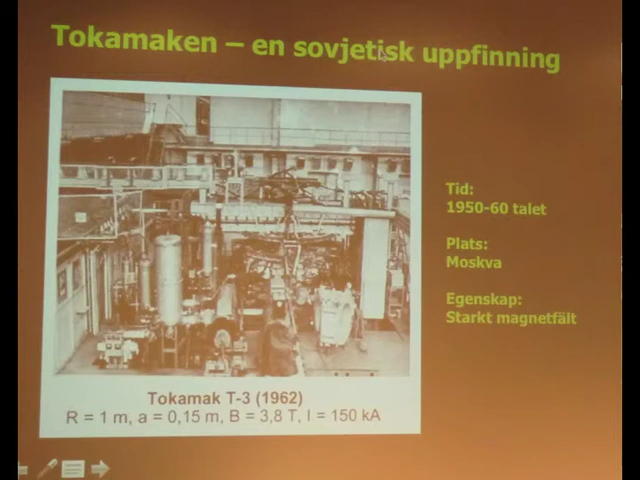 Tokamaken – en sovjetisk uppfinning
Tid:
1950-60 talet
Plats:
Moskva
Egenskap:
Starkt magnetfält
Tokamak T-3 (1962)
R = 1 m, a = 0,15 m, B = 3,8 T, I = 150 kA